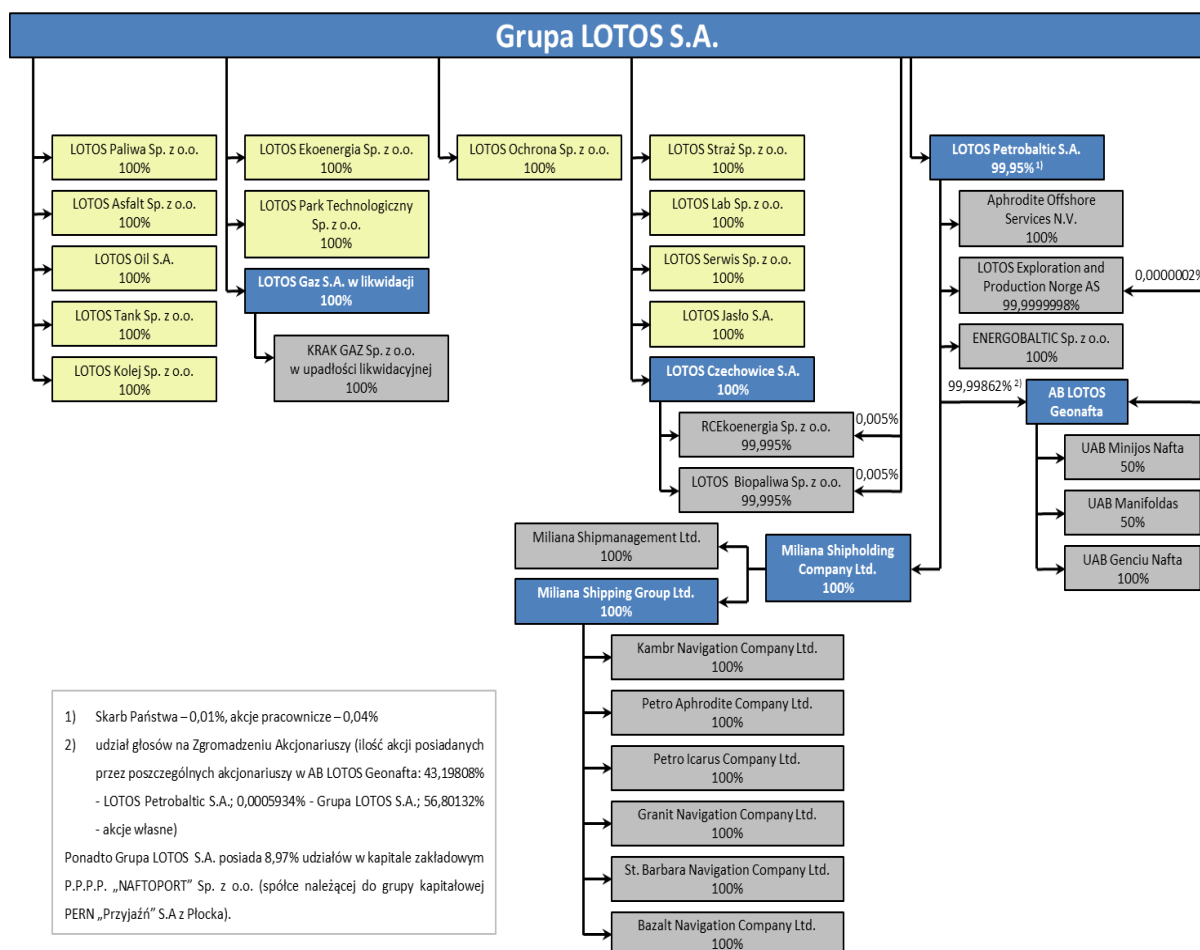 Grupa LOTOS S.A.
LOTOS Paliwa Sp. z o.o.
100%
LOTOS Asfalt Sp. z o.o.
100%
LOTOS Oil S.A.
100%
LOTOS Tank Sp. z o.o.
100%
LOTOS Kolej Sp. z o.o.
100%
LOTOS Ekoenergia Sp. z o.o.
100%
LOTOS Park Technologiczny
Sp. z o.o.
100%
LOTOS Gaz S.A. w likwidacji
100%
KRAK GAZ Sp. z o.o.
w upadłości likwidacyjnej
100%
LOTOS Ochrona Sp. z o.o.
100%
LOTOS Straż Sp. z o.o.
100%
LOTOS Lab Sp. z o.o.
100%
LOTOS Serwis Sp. z o.o.
100%
LOTOS Jasło S.A.
100%
LOTOS Czechowice S.A.
100%
RCEkoenergia Sp. z o.o.
99,995%
0,005%
LOTOS Biopaliwa Sp. z o.o.
99,995%
0,005%
LOTOS Petrobaltic S.A.
99,95% 1)
Aphrodite Offshore
Services N.V.
100%
LOTOS Exploration and
Production Norge AS
99,9999998%
0,0000002%
ENERGOBALTIC Sp. z o.o.
100%
99,99862% 2)
AB LOTOS
Geonafta
UAB Minijos Nafta
50%
UAB Manifoldas
50%
UAB Genciu Nafta
100%
Miliana Shipholding
Company Ltd.
100%
Miliana Shipmanagement Ltd.
100%
Miliana Shipping Group Ltd.
100%
Kambr Navigation Company Ltd.
100%
Petro Aphrodite Company Ltd.
100%
Petro Icarus Company Ltd.
100%
Granit Navigation Company Ltd.
100%
St. Barbara Navigation Company Ltd.
100%
Bazalt Navigation Company Ltd.
100%
1) Skarb Państwa – 0,01%, akcje pracownicze – 0,04%
2) udział głosów na Zgromadzeniu Akcjonariuszy (ilość akcji posiadanych
przez poszczególnych akcjonariuszy w AB LOTOS Geonafta: 43,19808%
- LOTOS Petrobaltic S.A.; 0,0005934% - Grupa LOTOS S.A.; 56,80132%
- akcje własne)
Ponadto Grupa LOTOS S.A. posiada 8,97% udziałów w kapitale zakładowym
P.P.P.P. „NAFTOPORT” Sp. z o.o. (spółce należącej do grupy kapitałowej
PERN „Przyjaźń” S.A z Płocka).